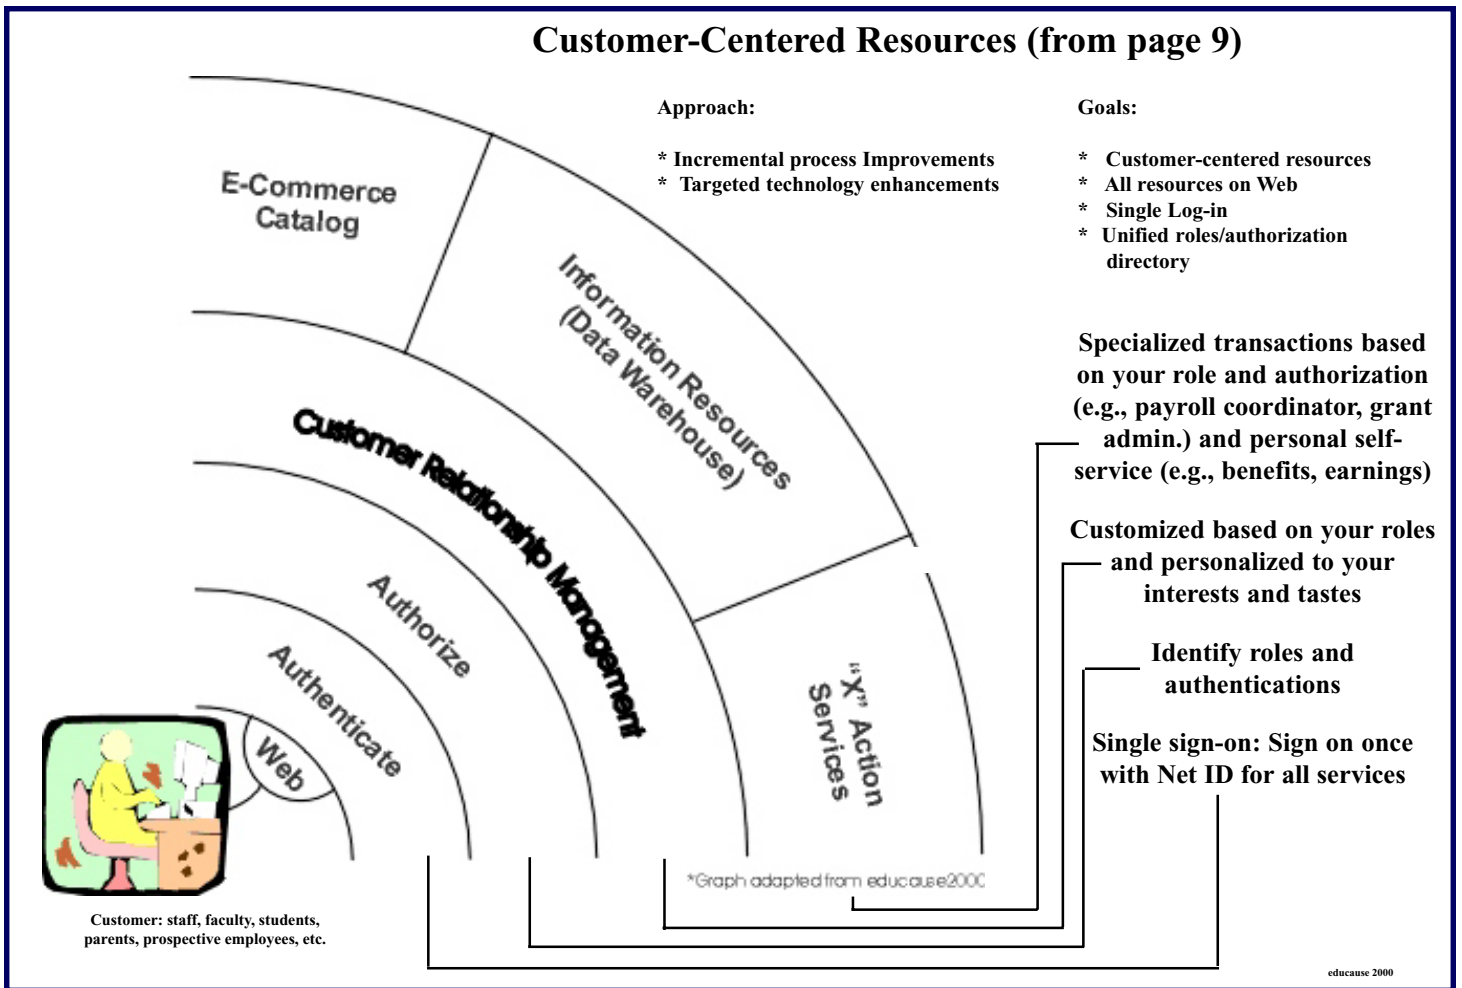 Customer-Centered Resources (from page 9)
Approach:
* Incremental process Improvements
* Targeted technology enhancements
Goals:
* Customer-centered resources
* All resources on Web
* Single Log-in
* Unified roles/authorization
directory
E-Commerce
Catalog
Information Resources
(Data Warehouse)
Customer Relationship Management
Authorize
Authenticate
Web
"X" Action
Services
Specialized transactions based
on your role and authorization
(e.g., payroll coordinator, grant
admin.) and personal self-
service (e.g., benefits, earnings)
Customized based on your roles
and personalized to your
interests and tastes
Identify roles and
authentications
Single sign-on: Sign on once
with Net ID for all services
*Graph adapted from educause2000
Customer: staff, faculty, students,
parents, prospective employees, etc.
educause 2000